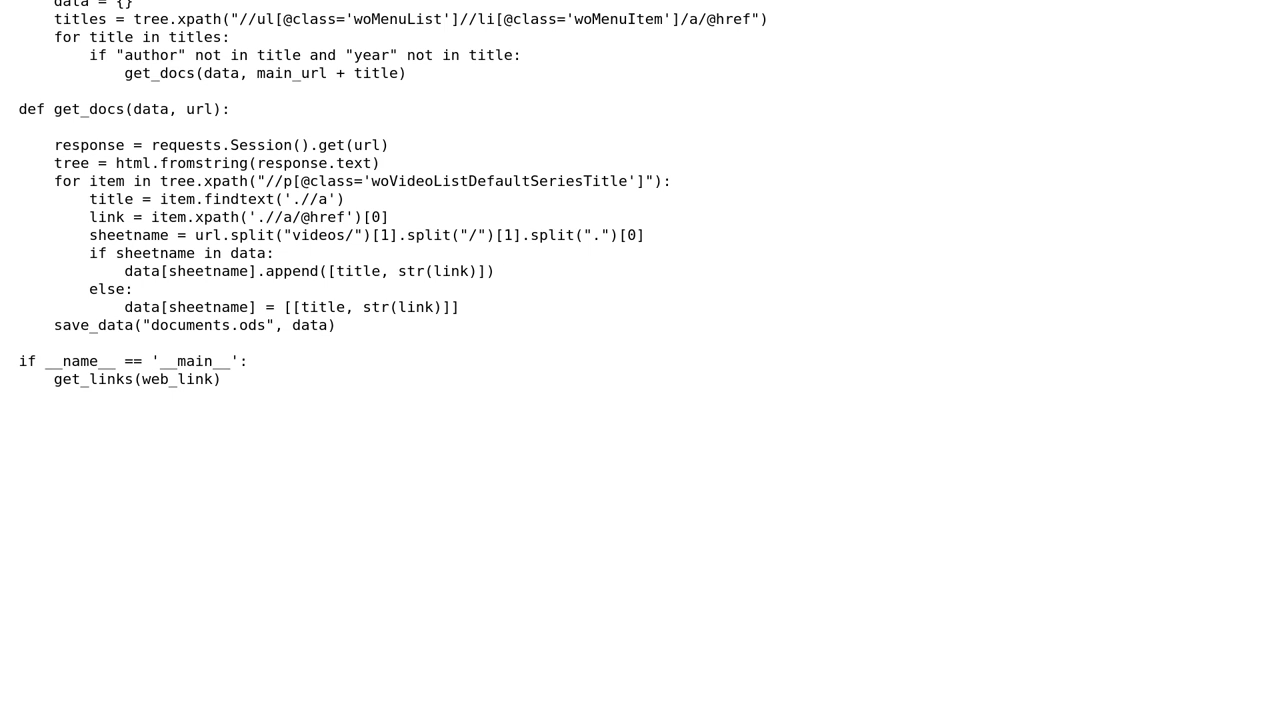 data = {}
    titles = tree.xpath("//ul[@class='woMenuList']//li[@class='woMenuItem']/a/@href")
    for title in titles:
        if "author" not in title and "year" not in title:
            get_docs(data, main_url + title)

def get_docs(data, url):

    response = requests.Session().get(url)
    tree = html.fromstring(response.text)
    for item in tree.xpath("//p[@class='woVideoListDefaultSeriesTitle']"):
        title = item.findtext('.//a')
        link = item.xpath('.//a/@href')[0]
        sheetname = url.split("videos/")[1].split("/")[1].split(".")[0]
        if sheetname in data:
            data[sheetname].append([title, str(link)])
        else:
            data[sheetname] = [[title, str(link)]]
    save_data("documents.ods", data)

if __name__ == '__main__':
    get_links(web_link)